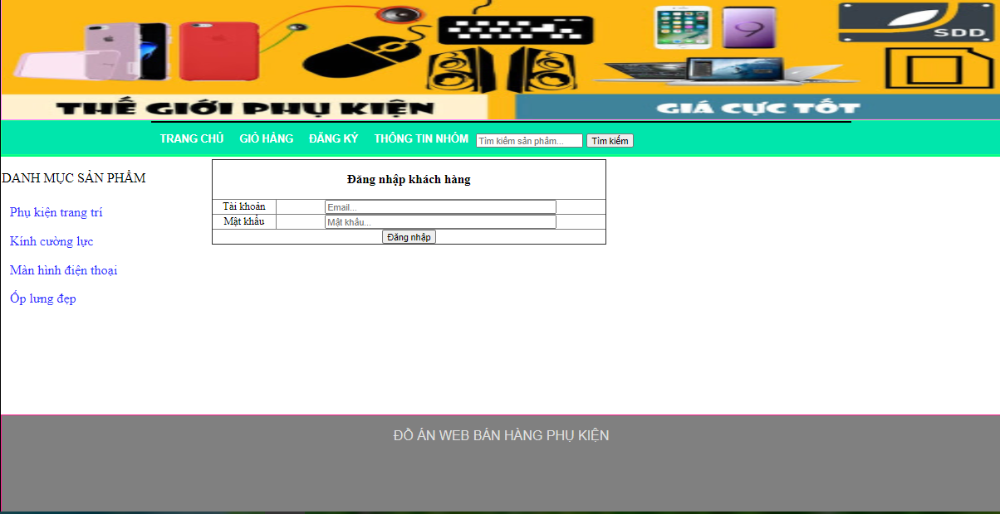 SDD
THẾ GIỚI PHỤ KIỆN GIÁ CỰC TỐT
TRANG CHỦ GIỎ HÀNG ĐĂNG KÝ THÔNG TIN NHÓM Tìm kiếm sản phẩm... Tìm kiếm
DANH MỤC SẢN PHẨM
Phụ kiện trang trí
Kính cường lực
Màn hình điện thoại
Ốp lưng đẹp
Đăng nhập khách hàng
Tài khoản Email...
Mật khẩu Mật khẩu...
Đăng nhập
ĐỒ ÁN WEB BÁN HÀNG PHỤ KIỆN